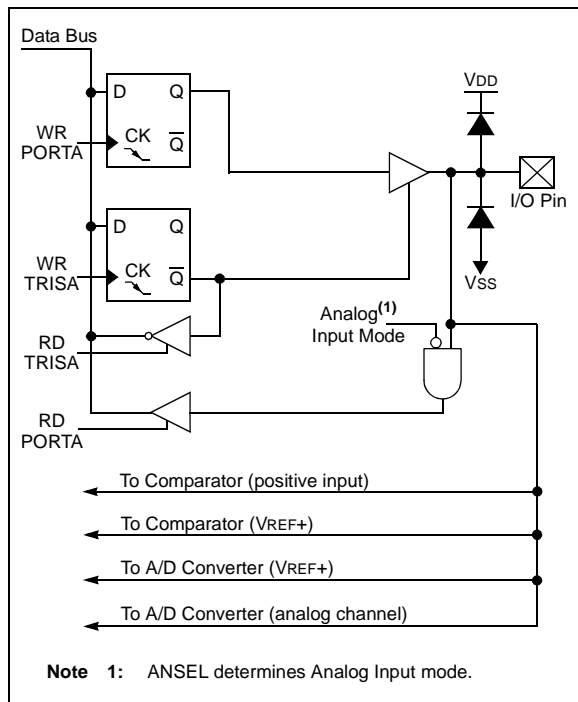 Data Bus
D Q
WR
PORTA
CK Q
VDD
I/O Pin
D Q
WR
TRISA
CK Q
VSS
Analog(1)
Input Mode
RD
TRISA
RD
PORTA
To Comparator (positive input)
To Comparator (VREF+)
To A/D Converter (VREF+)
To A/D Converter (analog channel)
Note 1: ANSEL determines Analog Input mode.